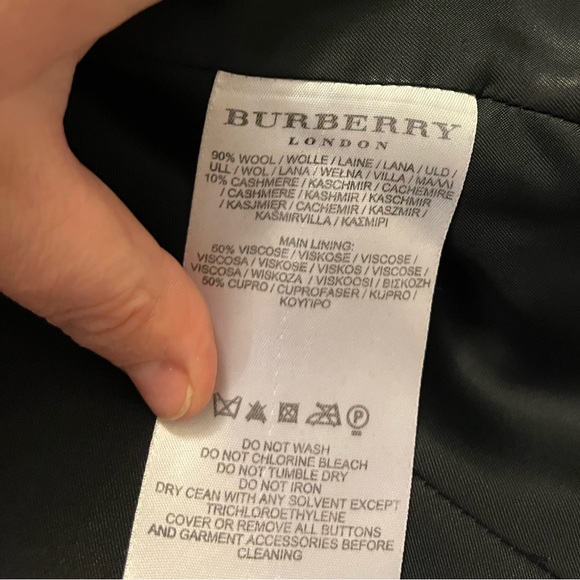 BURBERRY
LONDON
90% WOOL / WOLLE / LAINE / LANA / ULD /
ULL / WOL / LANA / WEŁNA / VILLA / ΜΑΛΛΙ
10% CASHMERE / KASCHMIR / CACHEMIRE
/ CASHMERE / KASHMIR / KASCHMIR
/ KASJMIER / CACHEMIR / KASZMIR /
KAŠMIRVILLA / ΚΑΣΜΙΡΙ
MAIN LINING:
50% VISCOSE / VISKOSE / VISCOSE /
VISCOSA / VISKOSE / VISKOS / VISCOSE /
VISCOSA / WISKOZA / VISKOOSI / ΒΙΣΚΟΖΗ
50% CUPRO / CUPROFASER / KUPRO /
ΚΟΥΠΡΟ
P
DO NOT WASH
DO NOT CHLORINE BLEACH
DO NOT TUMBLE DRY
DO NOT IRON
DRY CEAN WITH ANY SOLVENT EXCEPT
TRICHLOROETHYLENE
COVER OR REMOVE ALL BUTTONS
AND GARMENT ACCESSORIES BEFORE
CLEANING